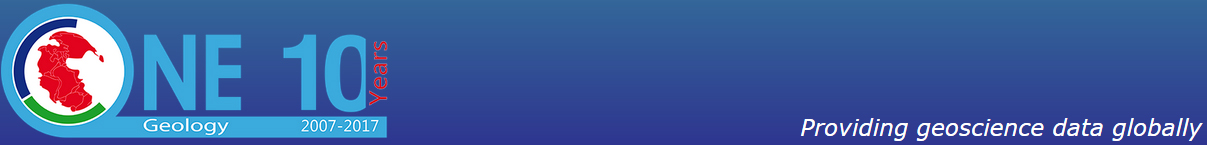 ONE 10
Years
Geology 2007-2017
Providing geoscience data globally